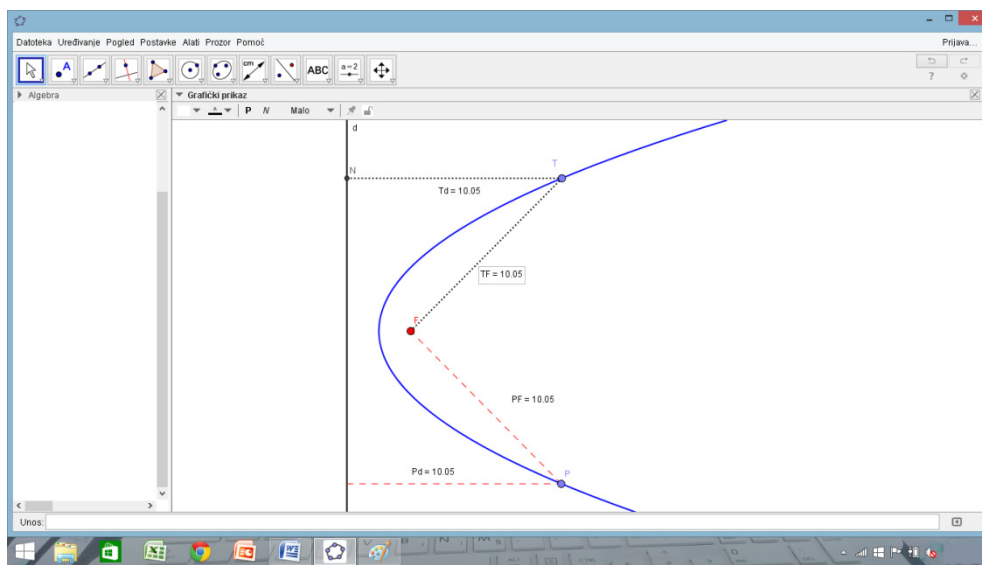 Datoteka Uređivanje Pogled Postavke Alati Prozor Pomoć Prijava...
A cm ABC a=2
?
Algebra Grafički prikaz
A P N Malo
d
N T
Td = 10.05
TF = 10.05
F
PF = 10.05
Pd = 10.05 P
Unos: